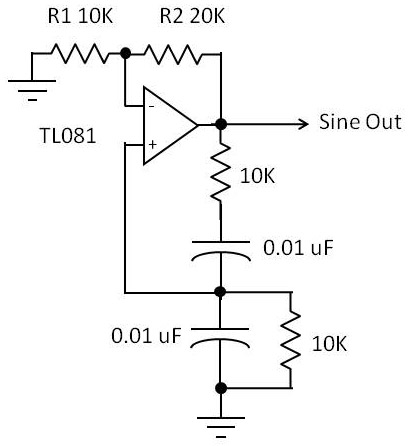 R1 10K R2 20K
-
TL081
+
Sine Out
10K
0.01 uF
0.01 uF
10K